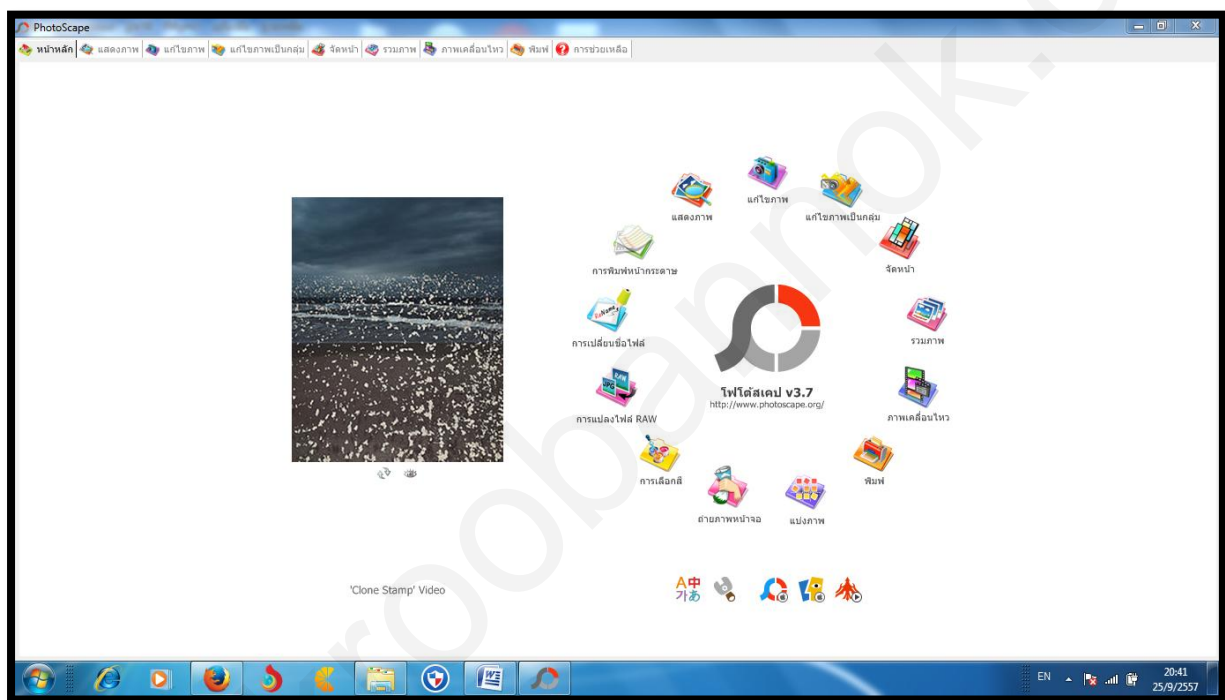 PhotoScape
หน้าหลัก แสดงภาพ แก้ไขภาพ แก้ไขภาพเป็นกลุ่ม จัดหน้า รวมภาพ ภาพเคลื่อนไหว พิมพ์ การช่วยเหลือ
แก้ไขภาพ
แสดงภาพ
แก้ไขภาพเป็นกลุ่ม
การพิมพ์หน้ากระดาษ
จัดหน้า
การเปลี่ยนชื่อไฟล์
รวมภาพ
RAW
JPG
โฟโต้สเคป v3.7
http://www.photoscape.org/
การแปลงไฟล์ RAW
ภาพเคลื่อนไหว
การเลือกสี
พิมพ์
ถ่ายภาพหน้าจอ
แบ่งภาพ
'Clone Stamp' Video
A中
가あ
EN
20:41
25/9/2557